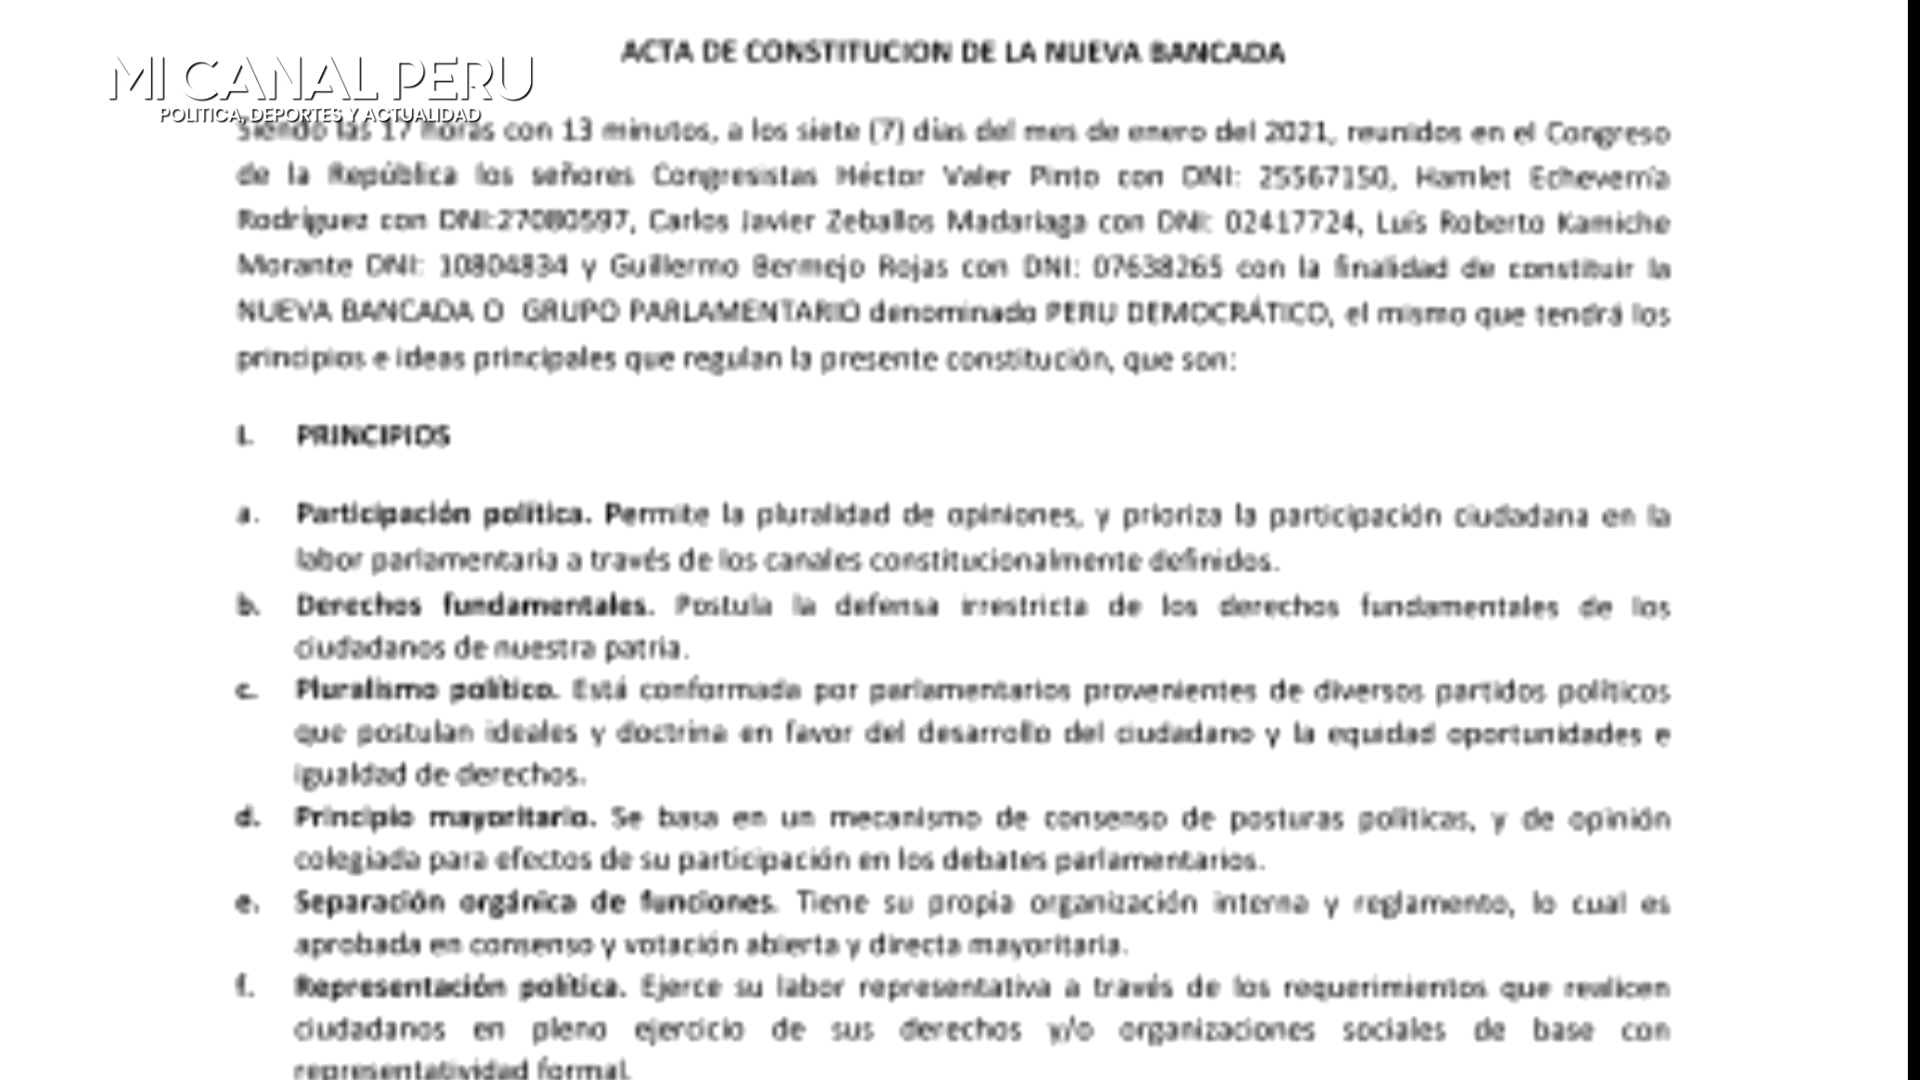 ACTA DE CONSTITUCION DE LA NUEVA BANCADA
MI CANAL PERU
POLITICA, DEPORTES Y ACTUALIDAD
Siendo las 17 horas con 13 minutos, a los siete (7) días del mes de enero del 2021, reunidos en el Congreso
de la República los señores Congresistas Héctor Valer Pinto con DNI: 25567150, Hamlet Echeverría
Rodríguez con DNI:27080597, Carlos Javier Zeballos Madariaga con DNI: 02417724, Luis Roberto Kamiche
Morante DNI: 10804834 y Guillermo Bermejo Rojas con DNI: 07638265 con la finalidad de constituir la
NUEVA BANCADA O GRUPO PARLAMENTARIO denominado PERU DEMOCRÁTICO, el mismo que tendrá los
principios e ideas principales que regulan la presente constitución, que son:
I. PRINCIPIOS
a. Participación política. Permite la pluralidad de opiniones, y prioriza la participación ciudadana en la
labor parlamentaria a través de los canales constitucionalmente definidos.
b. Derechos fundamentales. Postula la defensa irrestricta de los derechos fundamentales de los
ciudadanos de nuestra patria.
c. Pluralismo político. Está conformada por parlamentarios provenientes de diversos partidos políticos
que postulan ideales y doctrina en favor del desarrollo del ciudadano y la equidad oportunidades e
igualdad de derechos.
d. Principio mayoritario. Se basa en un mecanismo de consenso de posturas políticas, y de opinión
colegiada para efectos de su participación en los debates parlamentarios.
e. Separación orgánica de funciones. Tiene su propia organización interna y reglamento, lo cual es
aprobada en consenso y votación abierta y directa mayoritaria.
f. Representación política. Ejerce su labor representativa a través de los requerimientos que realicen
ciudadanos en pleno ejercicio de sus derechos y/o organizaciones sociales de base con
representatividad formal.